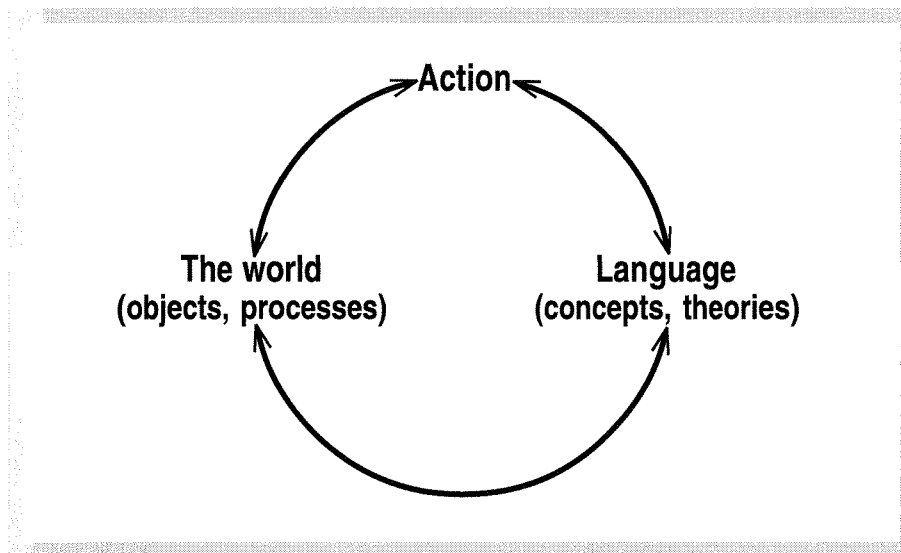 Action
The world
(objects, processes)
Language
(concepts, theories)